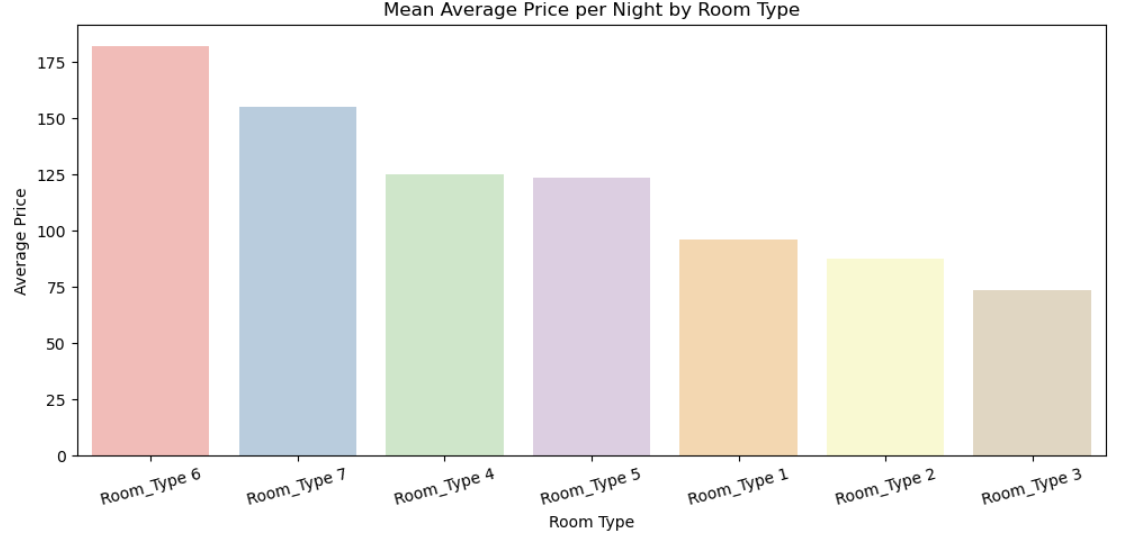 Mean Average Price per Night by Room Type
Average Price
175
150
125
100
75
50
25
0
Room_Type 6
Room_Type 7
Room_Type 4
Room_Type 5
Room_Type 1
Room_Type 2
Room_Type 3
Room Type